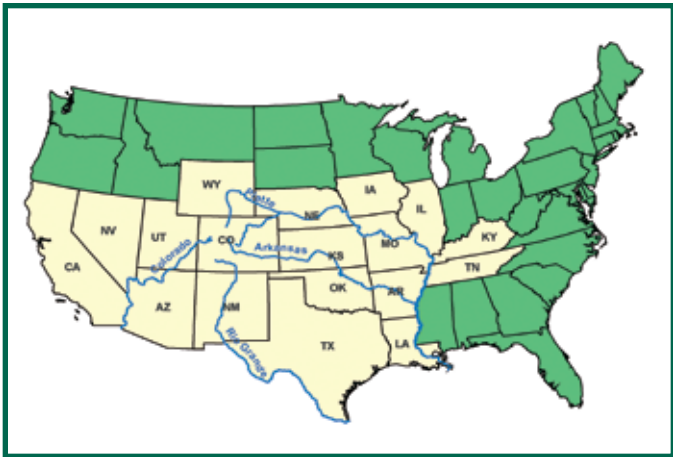 WY
IA
Platte
NE
IL
NV
UT
CO
Colorado
Arkansas
KS
MO
KY
CA
TN
OK
AZ
NM
AR
Rio Grande
TX
LA